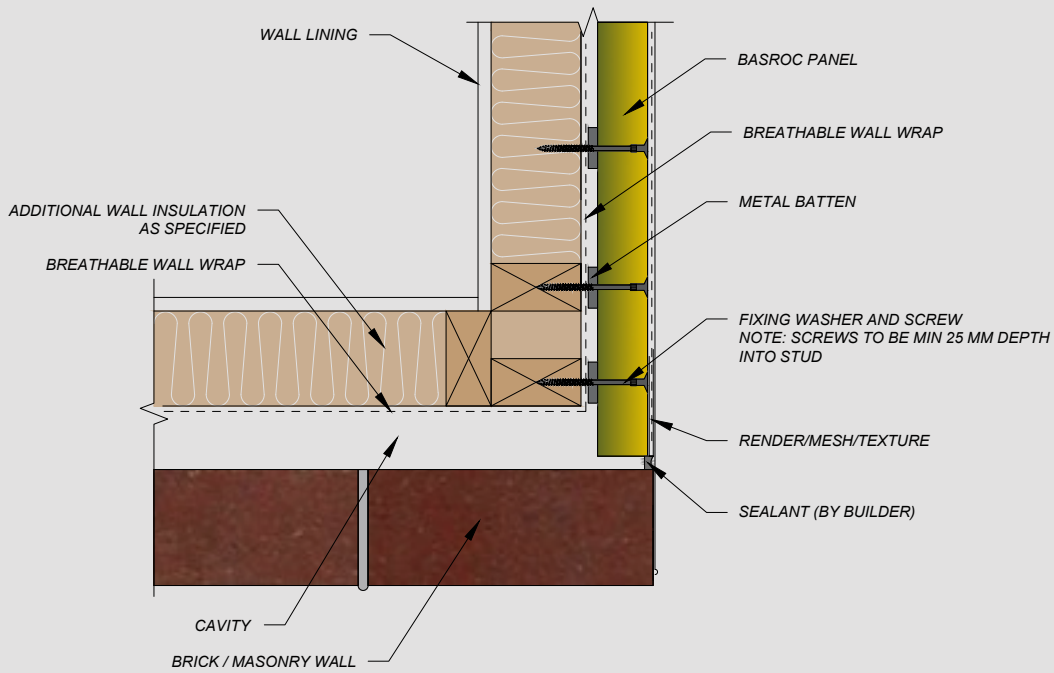 WALL LINING
BASROC PANEL
BREATHABLE WALL WRAP
METAL BATTEN
ADDITIONAL WALL INSULATION
AS SPECIFIED
BREATHABLE WALL WRAP
FIXING WASHER AND SCREW
NOTE: SCREWS TO BE MIN 25 MM DEPTH
INTO STUD
RENDER/MESH/TEXTURE
SEALANT (BY BUILDER)
CAVITY
BRICK / MASONRY WALL